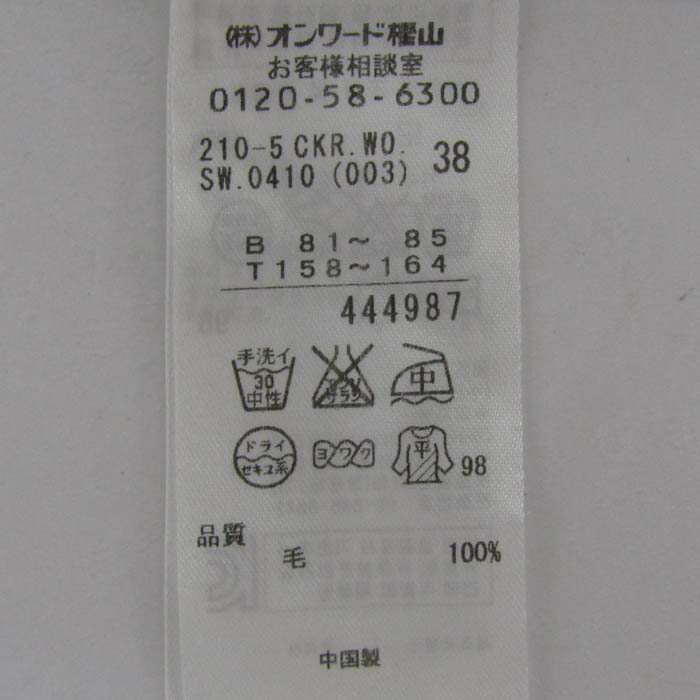 (株)オンワード樫山
お客様相談室
0120-58-6300
210-5 CKR.WO. 38
SW.0410 (003)
B 81～ 85
T158～164
444987
手洗イ
30
中性
エンソ
サラシ
中
ドライ
セキユ系
ヨワク
平
98
品質
毛 100%
中国製